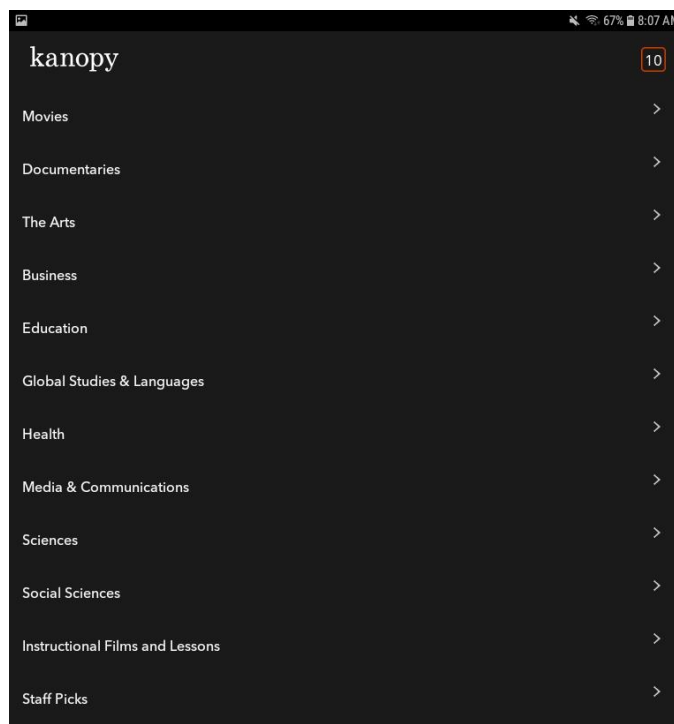 67% 8:07 AM
kanopy
10
Movies
Documentaries
The Arts
Business
Education
Global Studies & Languages
Health
Media & Communications
Sciences
Social Sciences
Instructional Films and Lessons
Staff Picks